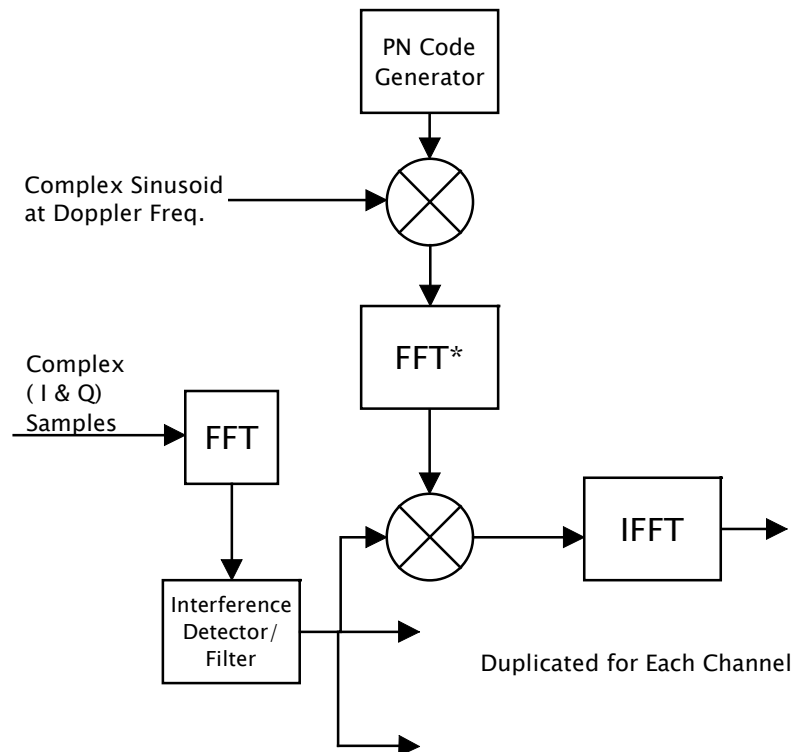 PN Code
Generator
Complex Sinusoid
at Doppler Freq.
FFT*
Complex
( I & Q)
Samples
FFT
IFFT
Interference
Detector/
Filter
Duplicated for Each Channel